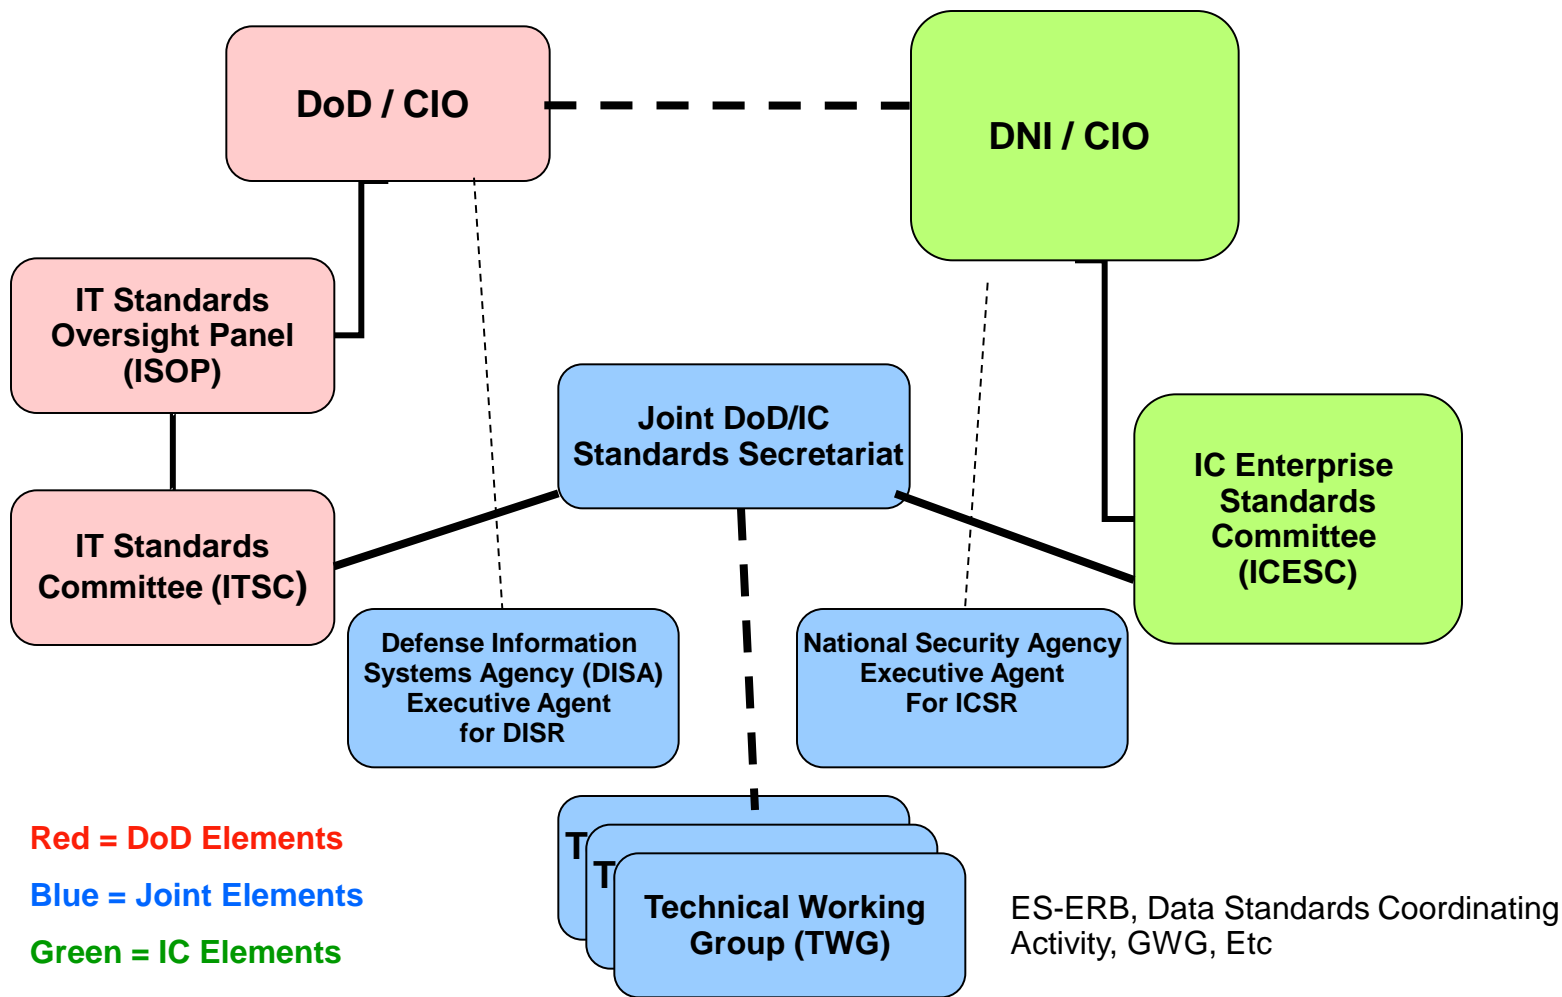 DoD / CIO
DNI / CIO
IT Standards
Oversight Panel
(ISOP)
Joint DoD/IC
Standards Secretariat
IC Enterprise
Standards
Committee
(ICESC)
IT Standards
Committee (ITSC)
Defense Information
Systems Agency (DISA)
Executive Agent
for DISR
National Security Agency
Executive Agent
For ICSR
T
T
Technical Working
Group (TWG)
Red = DoD Elements
Blue = Joint Elements
Green = IC Elements
ES-ERB, Data Standards Coordinating
Activity, GWG, Etc